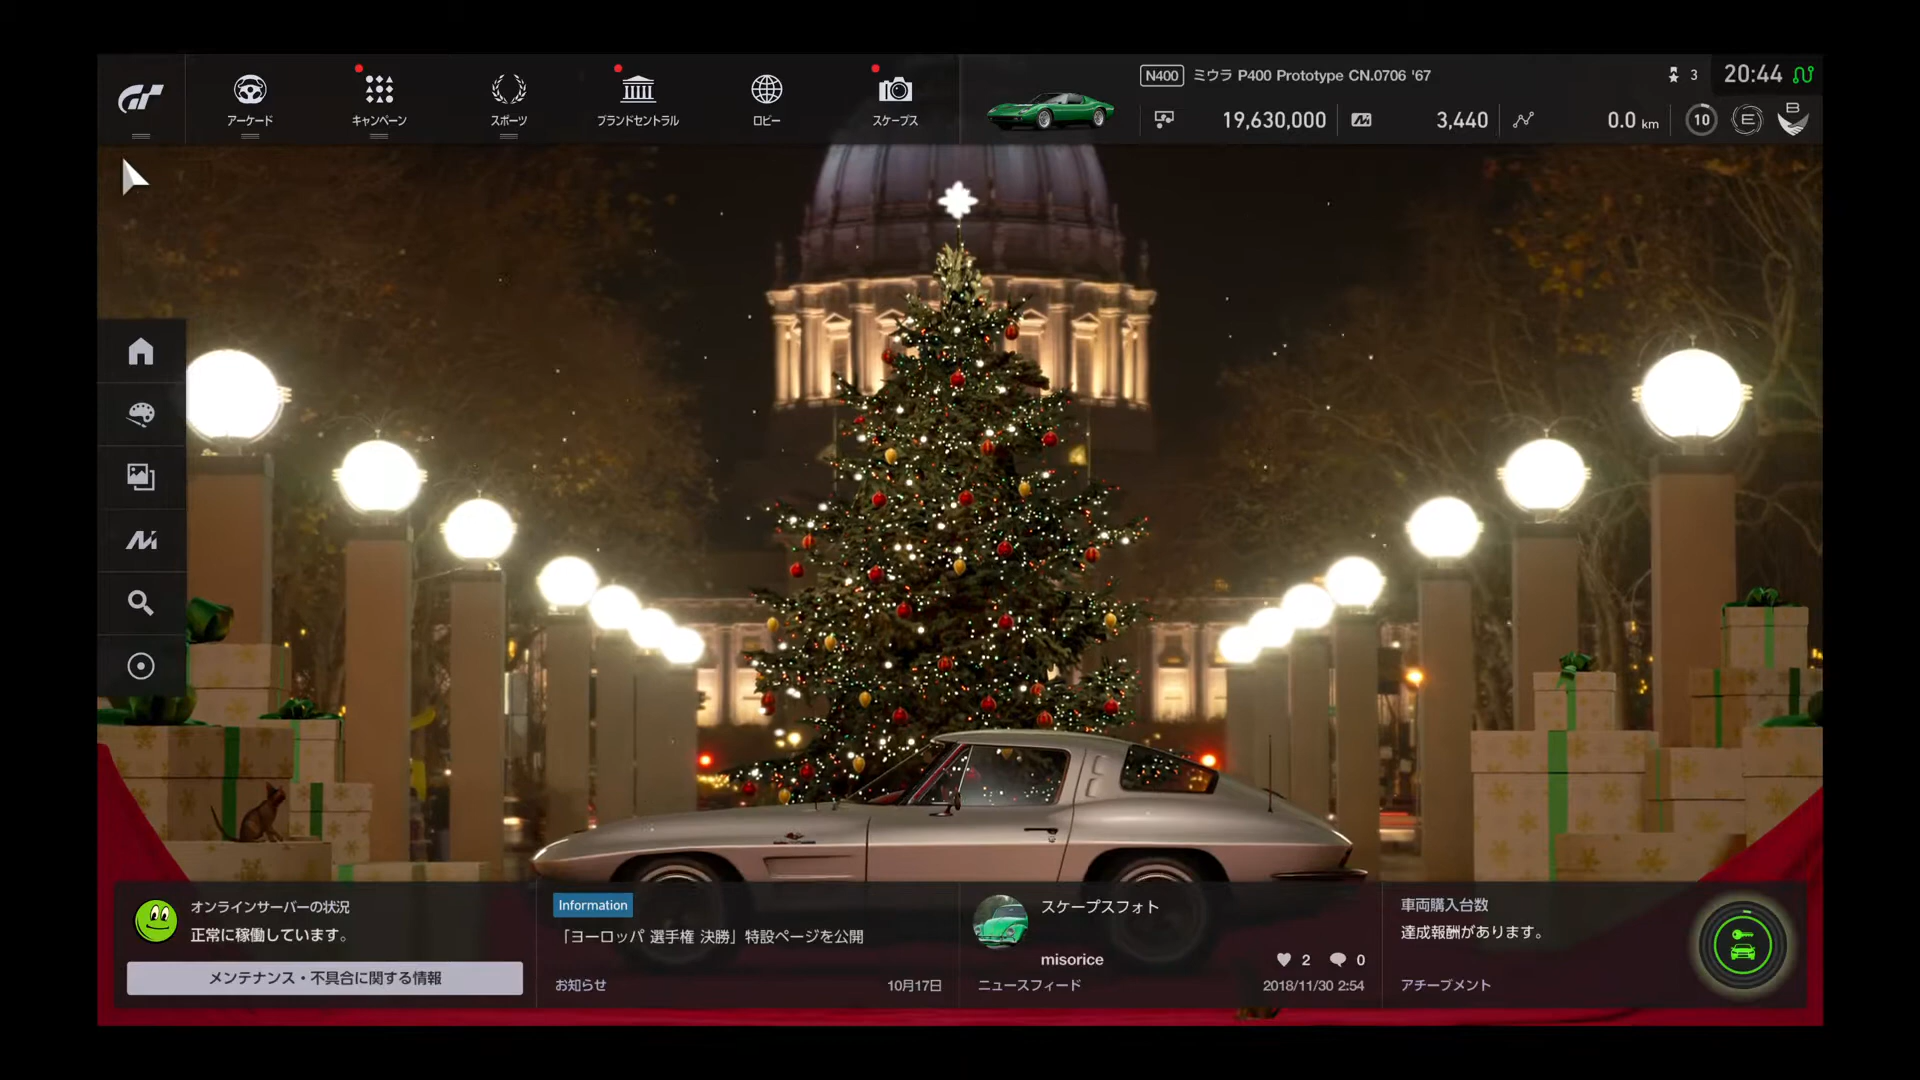 GT
アーケード
キャンペーン
スポーツ
ブランドセントラル
ロビー
スケープス
N400 ミウラ P400 Prototype CN.0706 '67
3
20:44
19,630,000
3,440
0.0 km
10
E
B
オンラインサーバーの状況
正常に稼働しています。
メンテナンス・不具合に関する情報
Information
「ヨーロッパ 選手権 決勝」特設ページを公開
お知らせ
10月17日
スケープスフォト
misorice
2
0
ニュースフィード
2018/11/30 2:54
車両購入台数
達成報酬があります。
アチーブメント